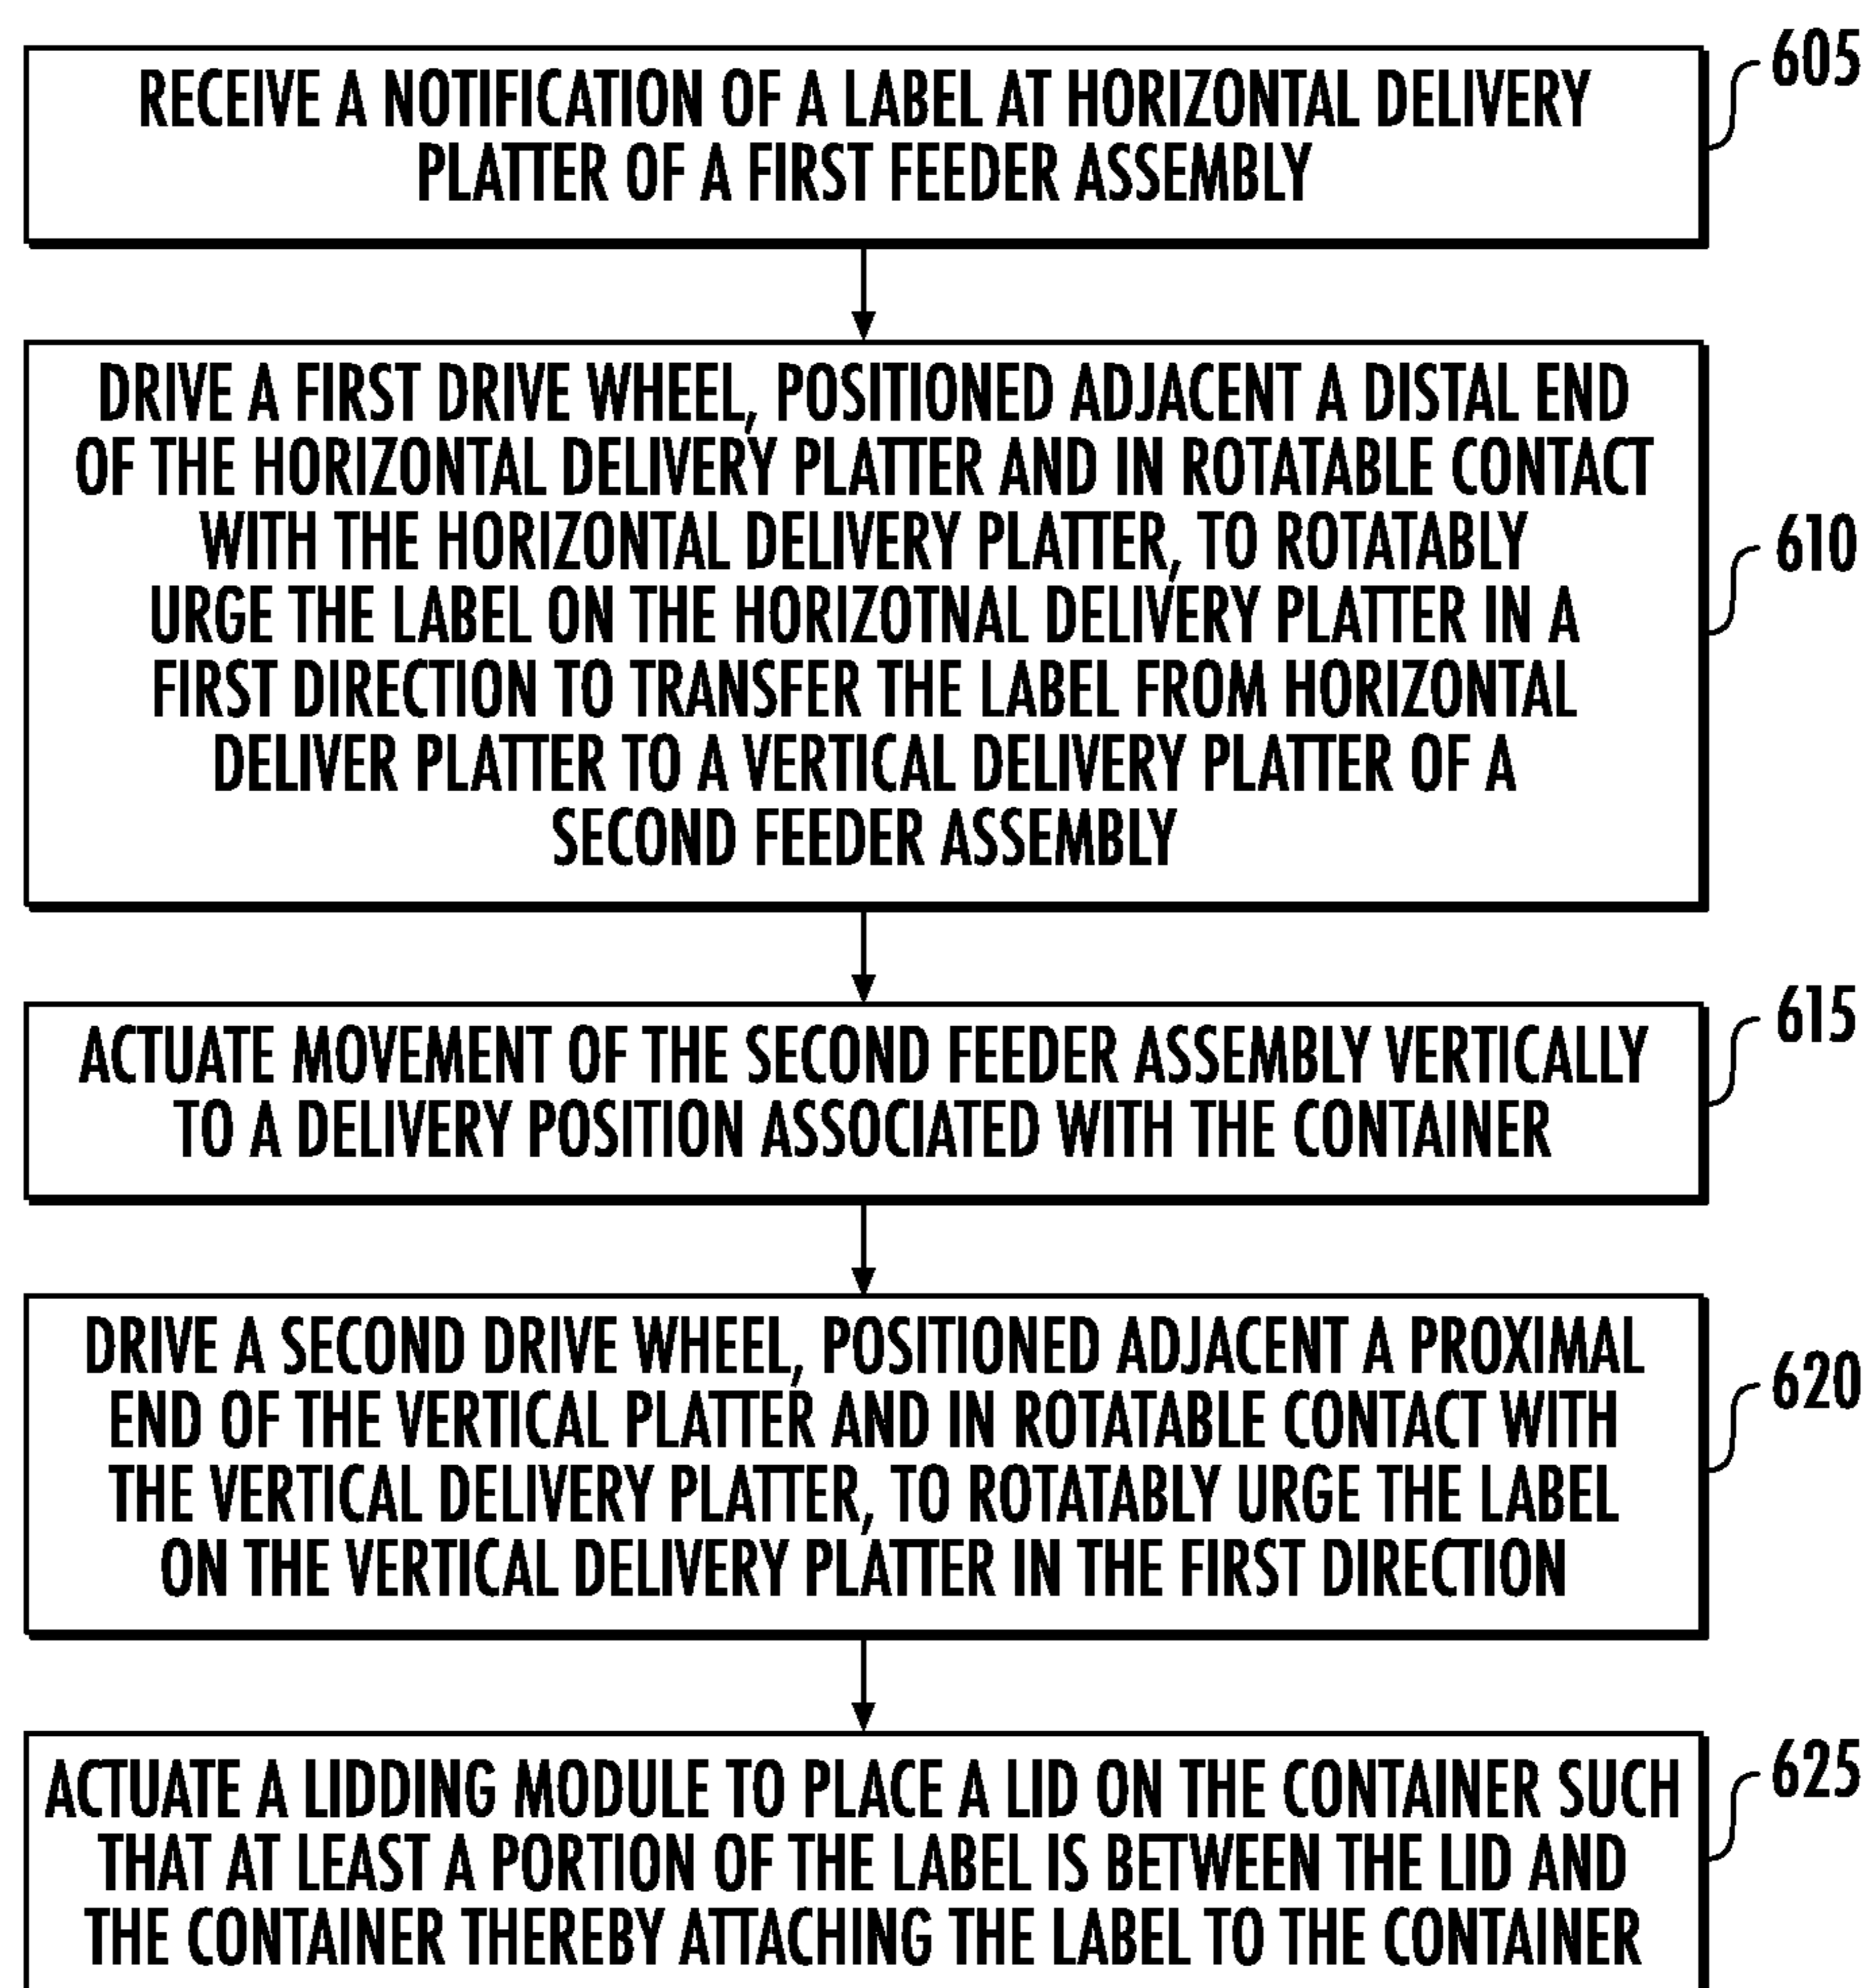 RECEIVE A NOTIFICATION OF A LABEL AT HORIZONTAL DELIVERY
PLATTER OF A FIRST FEEDER ASSEMBLY
605
DRIVE A FIRST DRIVE WHEEL, POSITIONED ADJACENT A DISTAL END
OF THE HORIZONTAL DELIVERY PLATTER AND IN ROTATABLE CONTACT
WITH THE HORIZONTAL DELIVERY PLATTER, TO ROTATABLY
URGE THE LABEL ON THE HORIZOTNAL DELIVERY PLATTER IN A
FIRST DIRECTION TO TRANSFER THE LABEL FROM HORIZONTAL
DELIVER PLATTER TO A VERTICAL DELIVERY PLATTER OF A
SECOND FEEDER ASSEMBLY
610
ACTUATE MOVEMENT OF THE SECOND FEEDER ASSEMBLY VERTICALLY
TO A DELIVERY POSITION ASSOCIATED WITH THE CONTAINER
615
DRIVE A SECOND DRIVE WHEEL, POSITIONED ADJACENT A PROXIMAL
END OF THE VERTICAL PLATTER AND IN ROTATABLE CONTACT WITH
THE VERTICAL DELIVERY PLATTER, TO ROTATABLY URGE THE LABEL
ON THE VERTICAL DELIVERY PLATTER IN THE FIRST DIRECTION
620
ACTUATE A LIDDING MODULE TO PLACE A LID ON THE CONTAINER SUCH
THAT AT LEAST A PORTION OF THE LABEL IS BETWEEN THE LID AND
THE CONTAINER THEREBY ATTACHING THE LABEL TO THE CONTAINER
625